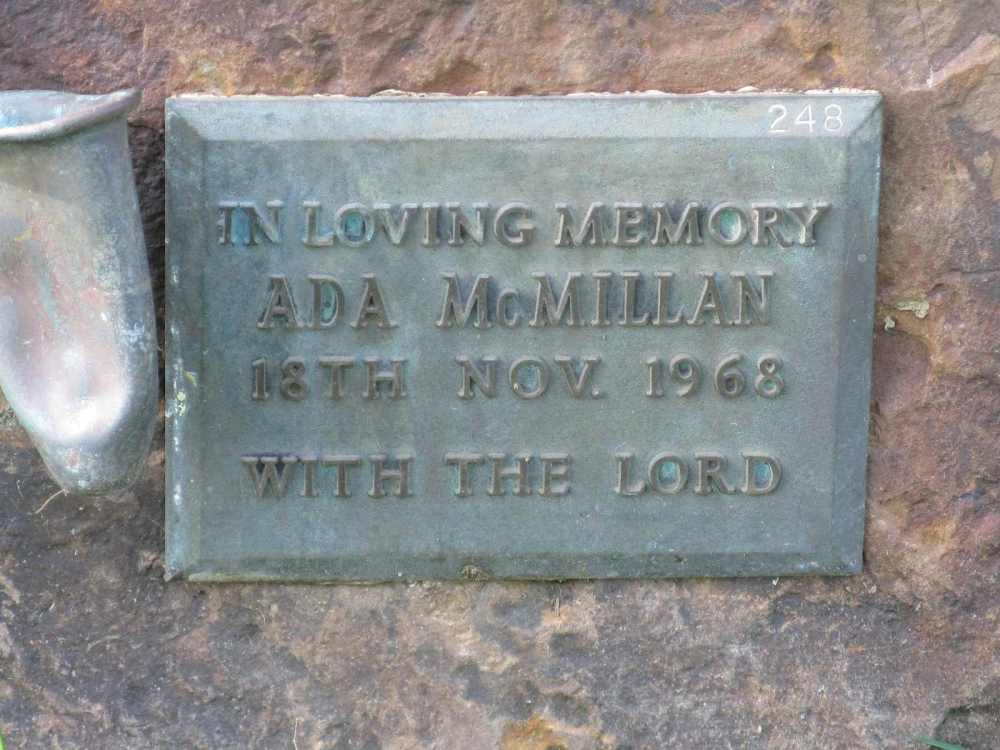 248
IN LOVING MEMORY
ADA McMILLAN
18TH NOV. 1968
WITH THE LORD